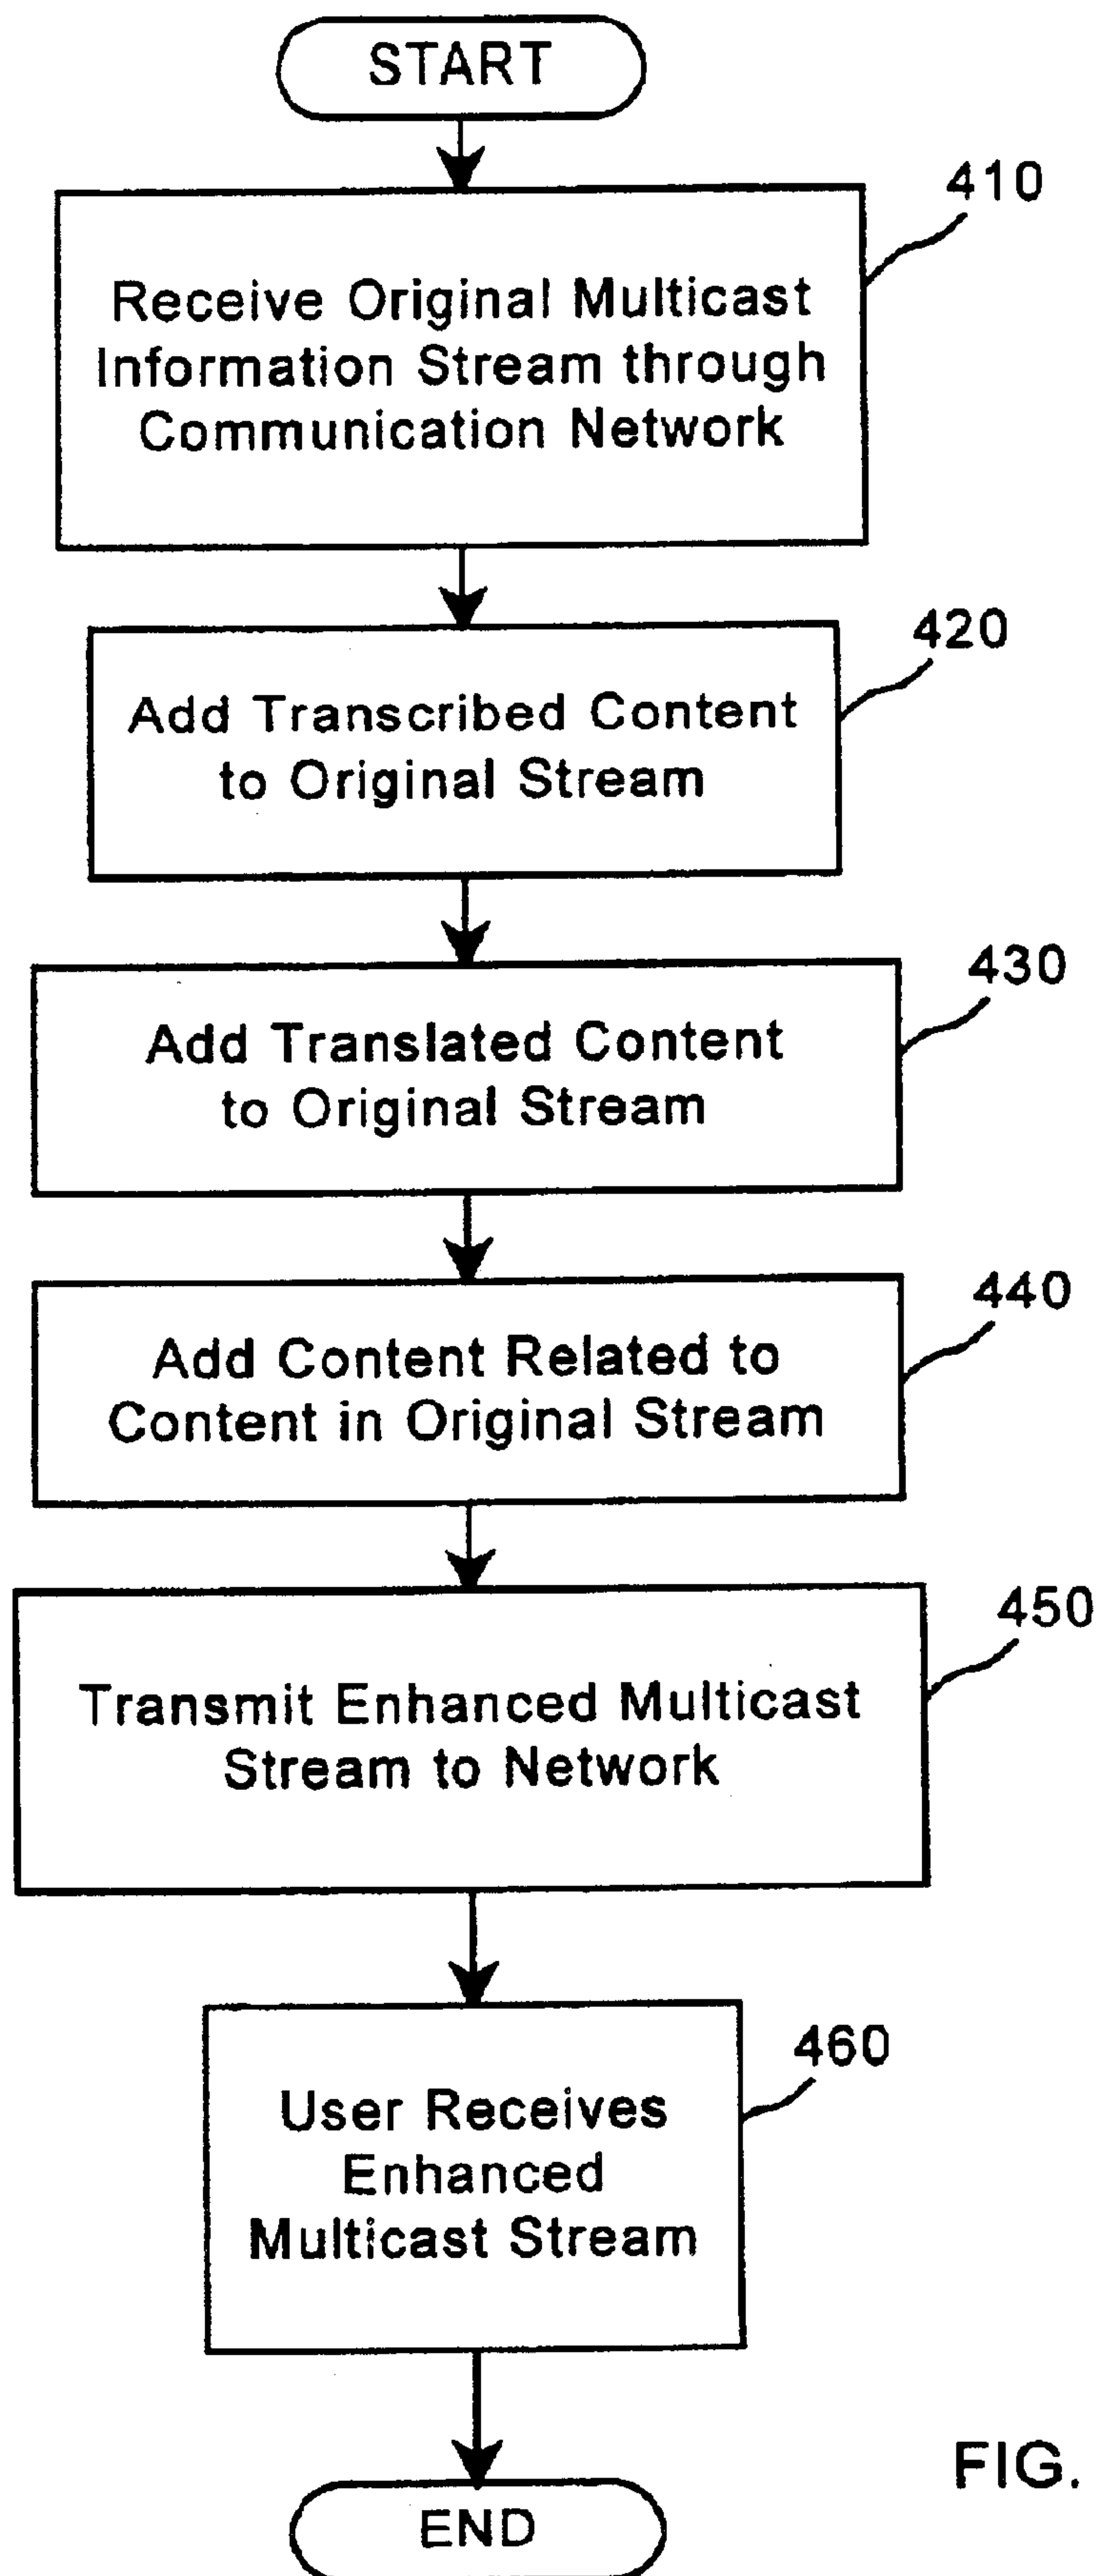 START
410
Receive Original Multicast
Information Stream through
Communication Network
420
Add Transcribed Content
to Original Stream
430
Add Translated Content
to Original Stream
440
Add Content Related to
Content in Original Stream
450
Transmit Enhanced Multicast
Stream to Network
460
User Receives
Enhanced
Multicast Stream
FIG.
END